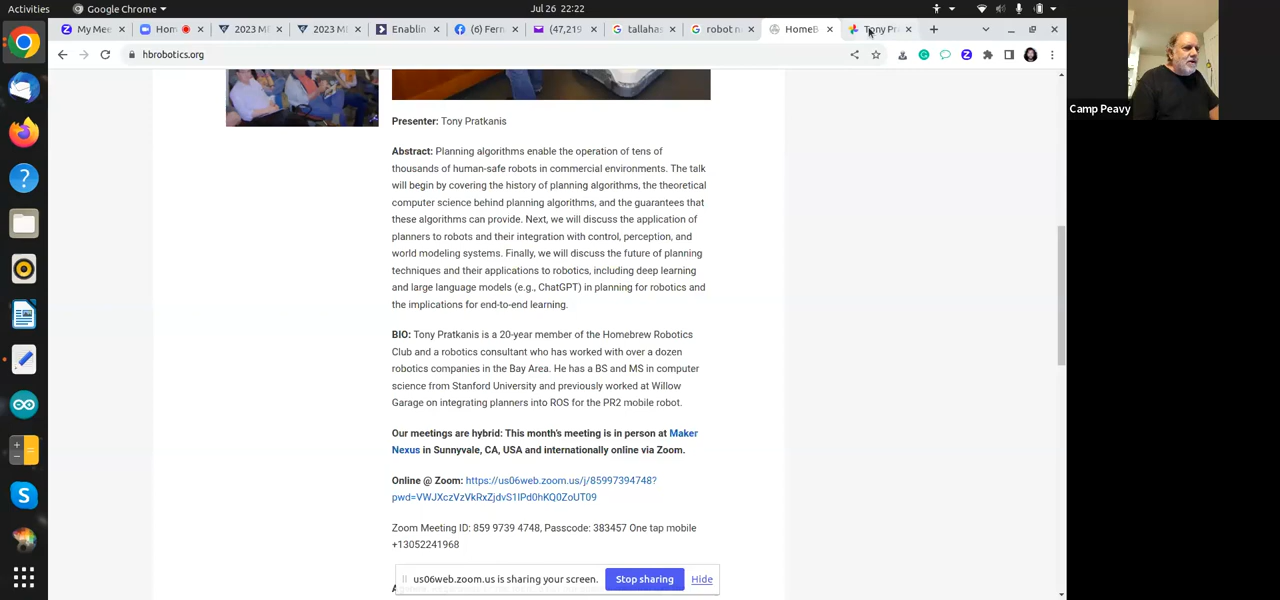 Activities
Google Chrome
Jul 26 22:22
My Mee
Hom
2023 M
2023 M
Enablin
(6) Fern
(47,219
tallahas
robot n
HomeB
Tony Pr
hbrobotics.org
Camp Peavy
Presenter: Tony Pratkanis
Abstract: Planning algorithms enable the operation of tens of
thousands of human-safe robots in commercial environments. The talk
will begin by covering the history of planning algorithms, the theoretical
computer science behind planning algorithms, and the guarantees that
these algorithms can provide. Next, we will discuss the application of
planners to robots and their integration with control, perception, and
world modeling systems. Finally, we will discuss the future of planning
techniques and their applications to robotics, including deep learning
and large language models (e.g., ChatGPT) in planning for robotics and
the implications for end-to-end learning.
BIO: Tony Pratkanis is a 20-year member of the Homebrew Robotics
Club and a robotics consultant who has worked with over a dozen
robotics companies in the Bay Area. He has a BS and MS in computer
science from Stanford University and previously worked at Willow
Garage on integrating planners into ROS for the PR2 mobile robot.
Our meetings are hybrid: This month's meeting is in person at Maker
Nexus in Sunnyvale, CA, USA and internationally online via Zoom.
Online @ Zoom: https://us06web.zoom.us/j/85997394748?
pwd=VWJXczVzVkRxZjdvS1lPd0hKQ0ZoUT09
Zoom Meeting ID: 859 9739 4748, Passcode: 383457 One tap mobile
+13052241968
us06web.zoom.us is sharing your screen.
Stop sharing
Hide